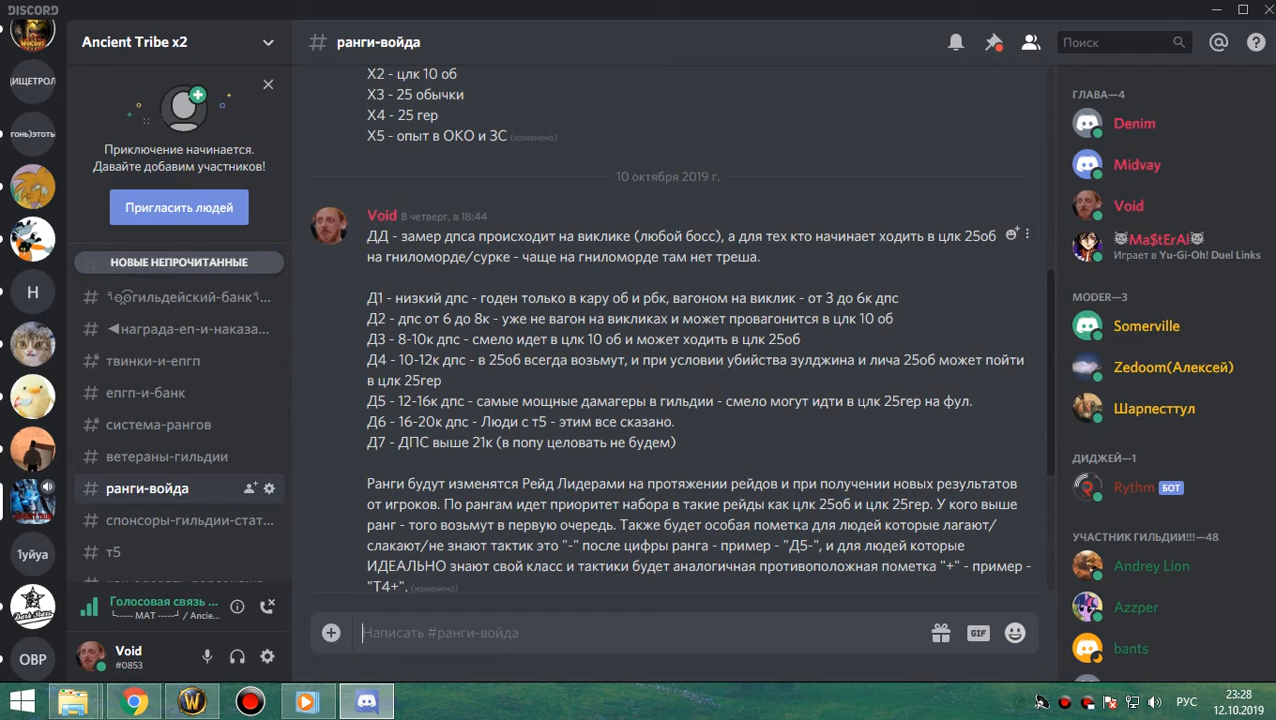 DISCORD
ДИЩЕТРОЛ
гонь)этоть
Н
1уйуа
ОВР
Ancient Tribe x2
Приключение начинается.
Давайте добавим участников!
Пригласить людей
НОВЫЕ НЕПРОЧИТАННЫЕ
гильдейский-банк
◄награда-еп-и-наказа...
# твинки-и-епгп
# епгп-и-банк
# система-рангов
# ветераны-гильдии
# ранги-войда
# спонсоры-гильдии-стат...
# т5
Голосовая связь ...
└----- МАТ -----┘ / Ancie...
Void
#0853
# ранги-войда
Поиск
Х2 - цлк 10 об
Х3 - 25 обычки
Х4 - 25 гер
Х5 - опыт в ОКО и ЗС (изменено)
10 октября 2019 г.
Void В четверг, в 18:44
ДД - замер дпса происходит на виклике (любой босс), а для тех кто начинает ходить в цлк 25об
на гниломорде/сурке - чаще на гниломорде там нет треша.
Д1 - низкий дпс - годен только в кару об и рбк, вагоном на виклик - от 3 до 6к дпс
Д2 - дпс от 6 до 8к - уже не вагон на викликах и может провагонится в цлк 10 об
Д3 - 8-10к дпс - смело идет в цлк 10 об и может ходить в цлк 25об
Д4 - 10-12к дпс - в 25об всегда возьмут, и при условии убийства зулджина и лича 25об может пойти
в цлк 25гер
Д5 - 12-16к дпс - самые мощные дамагеры в гильдии - смело могут идти в цлк 25гер на фул.
Д6 - 16-20к дпс - Люди с т5 - этим все сказано.
Д7 - ДПС выше 21к (в попу целовать не будем)
Ранги будут изменятся Рейд Лидерами на протяжении рейдов и при получении новых результатов
от игроков. По рангам идет приоритет набора в такие рейды как цлк 25об и цлк 25гер. У кого выше
ранг - того возьмут в первую очередь. Также будет особая пометка для людей которые лагают/
слакают/не знают тактик это "-" после цифры ранга - пример - "Д5-", и для людей которые
ИДЕАЛЬНО знают свой класс и тактики будет аналогичная противоположная пометка "+" - пример -
"Т4+". (изменено)
Написать #ранги-войда
GIF
ГЛАВА—4
Denim
Midvay
Void
Ma$tErAl
Играет в Yu-Gi-Oh! Duel Links
MODER—3
Somerville
Zedoom(Алексей)
Шарпесттул
ДИДЖЕЙ—1
Rythm БОТ
УЧАСТНИК ГИЛЬДИИ!!!—48
Andrey Lion
Azzper
bants
РУС
23:28
12.10.2019